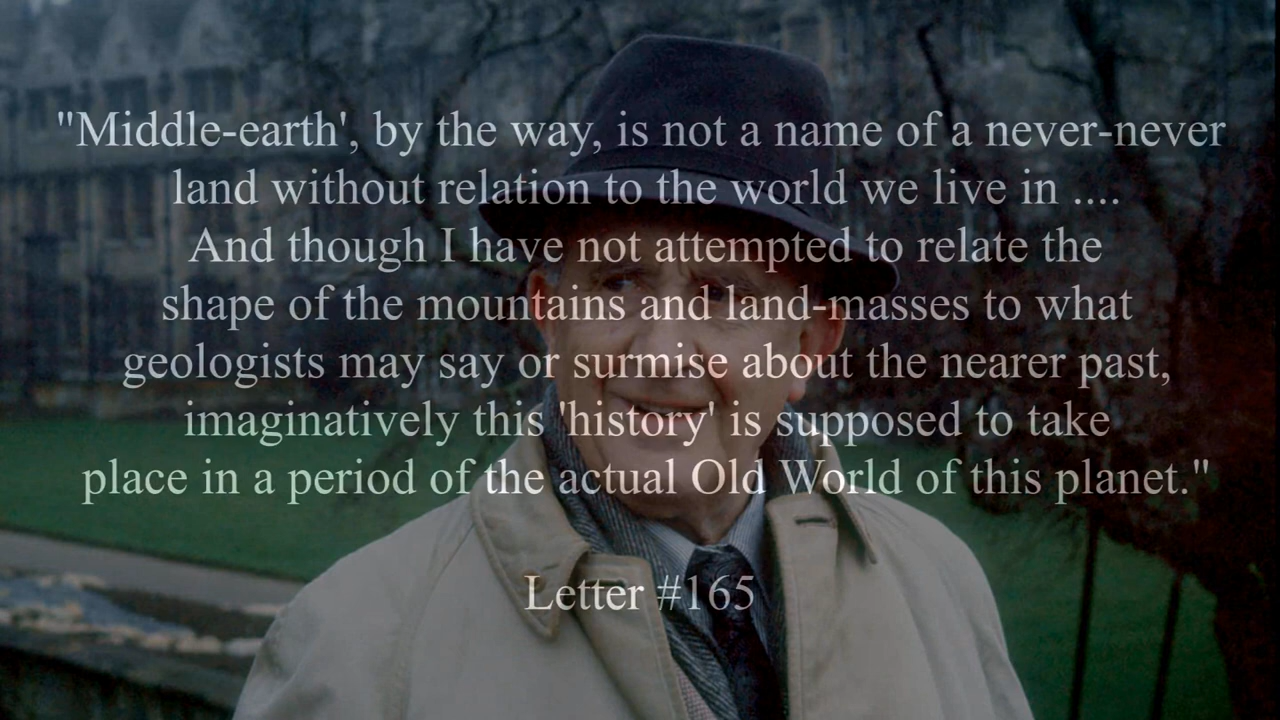 "Middle-earth', by the way, is not a name of a never-never
land without relation to the world we live in ....
And though I have not attempted to relate the
shape of the mountains and land-masses to what
geologists may say or surmise about the nearer past,
imaginatively this 'history' is supposed to take
place in a period of the actual Old World of this planet."
Letter #165